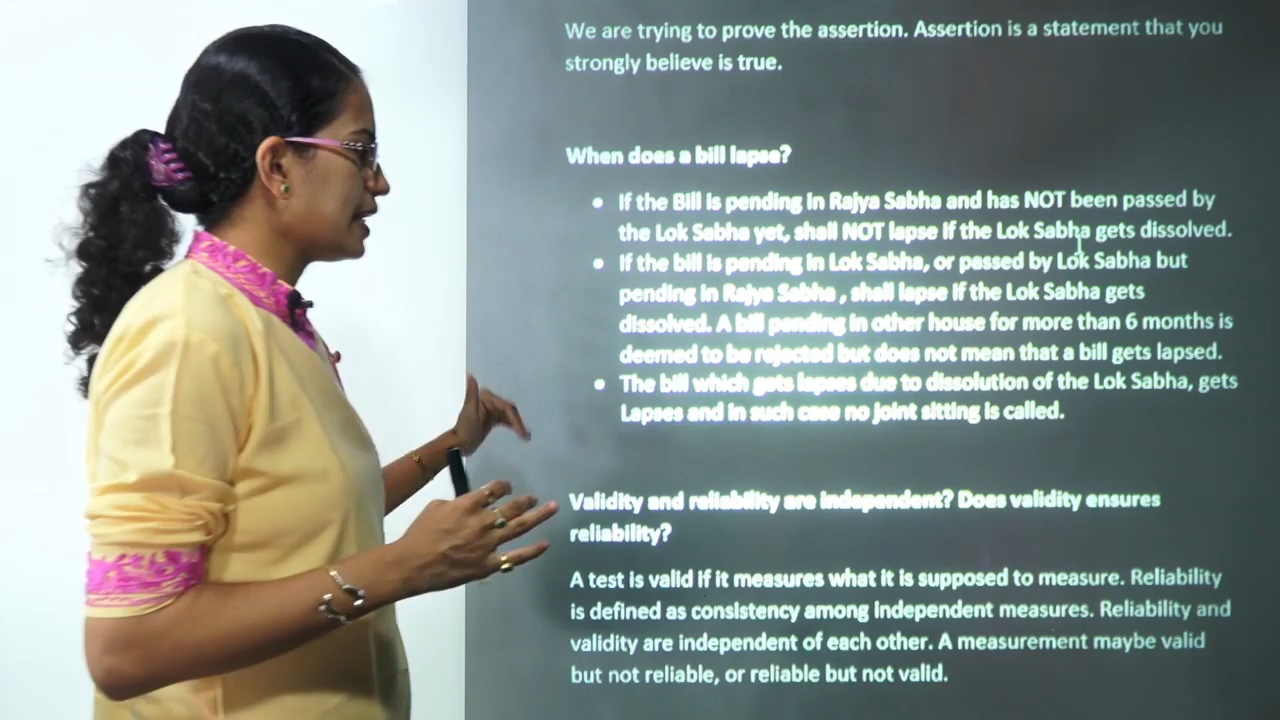 We are trying to prove the assertion. Assertion is a statement that you
strongly believe is true.
When does a bill lapse?
• If the Bill is pending in Rajya Sabha and has NOT been passed by
the Lok Sabha yet, shall NOT lapse if the Lok Sabha gets dissolved.
• If the bill is pending in Lok Sabha, or passed by Lok Sabha but
pending in Rajya Sabha , shall lapse if the Lok Sabha gets
dissolved. A bill pending in other house for more than 6 months is
deemed to be rejected but does not mean that a bill gets lapsed.
• The bill which gets lapses due to dissolution of the Lok Sabha, gets
Lapses and in such case no joint sitting is called.
Validity and reliability are independent? Does validity ensures
reliability?
A test is valid if it measures what it is supposed to measure. Reliability
is defined as consistency among independent measures. Reliability and
validity are independent of each other. A measurement maybe valid
but not reliable, or reliable but not valid.